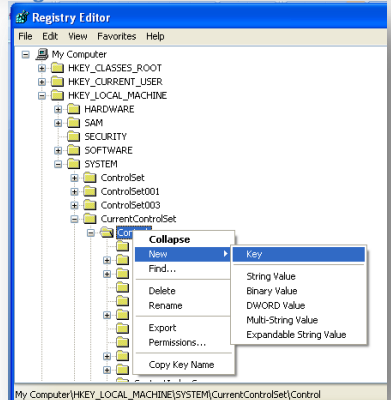 Registry Editor
File Edit View Favorites Help
My Computer
HKEY_CLASSES_ROOT
HKEY_CURRENT_USER
HKEY_LOCAL_MACHINE
HARDWARE
SAM
SECURITY
SOFTWARE
SYSTEM
ControlSet
ControlSet001
ControlSet003
CurrentControlSet
Collapse
New
Find...
Delete
Rename
Export
Permissions...
Copy Key Name
Key
String Value
Binary Value
DWORD Value
Multi-String Value
Expandable String Value
My Computer\HKEY_LOCAL_MACHINE\SYSTEM\CurrentControlSet\Control